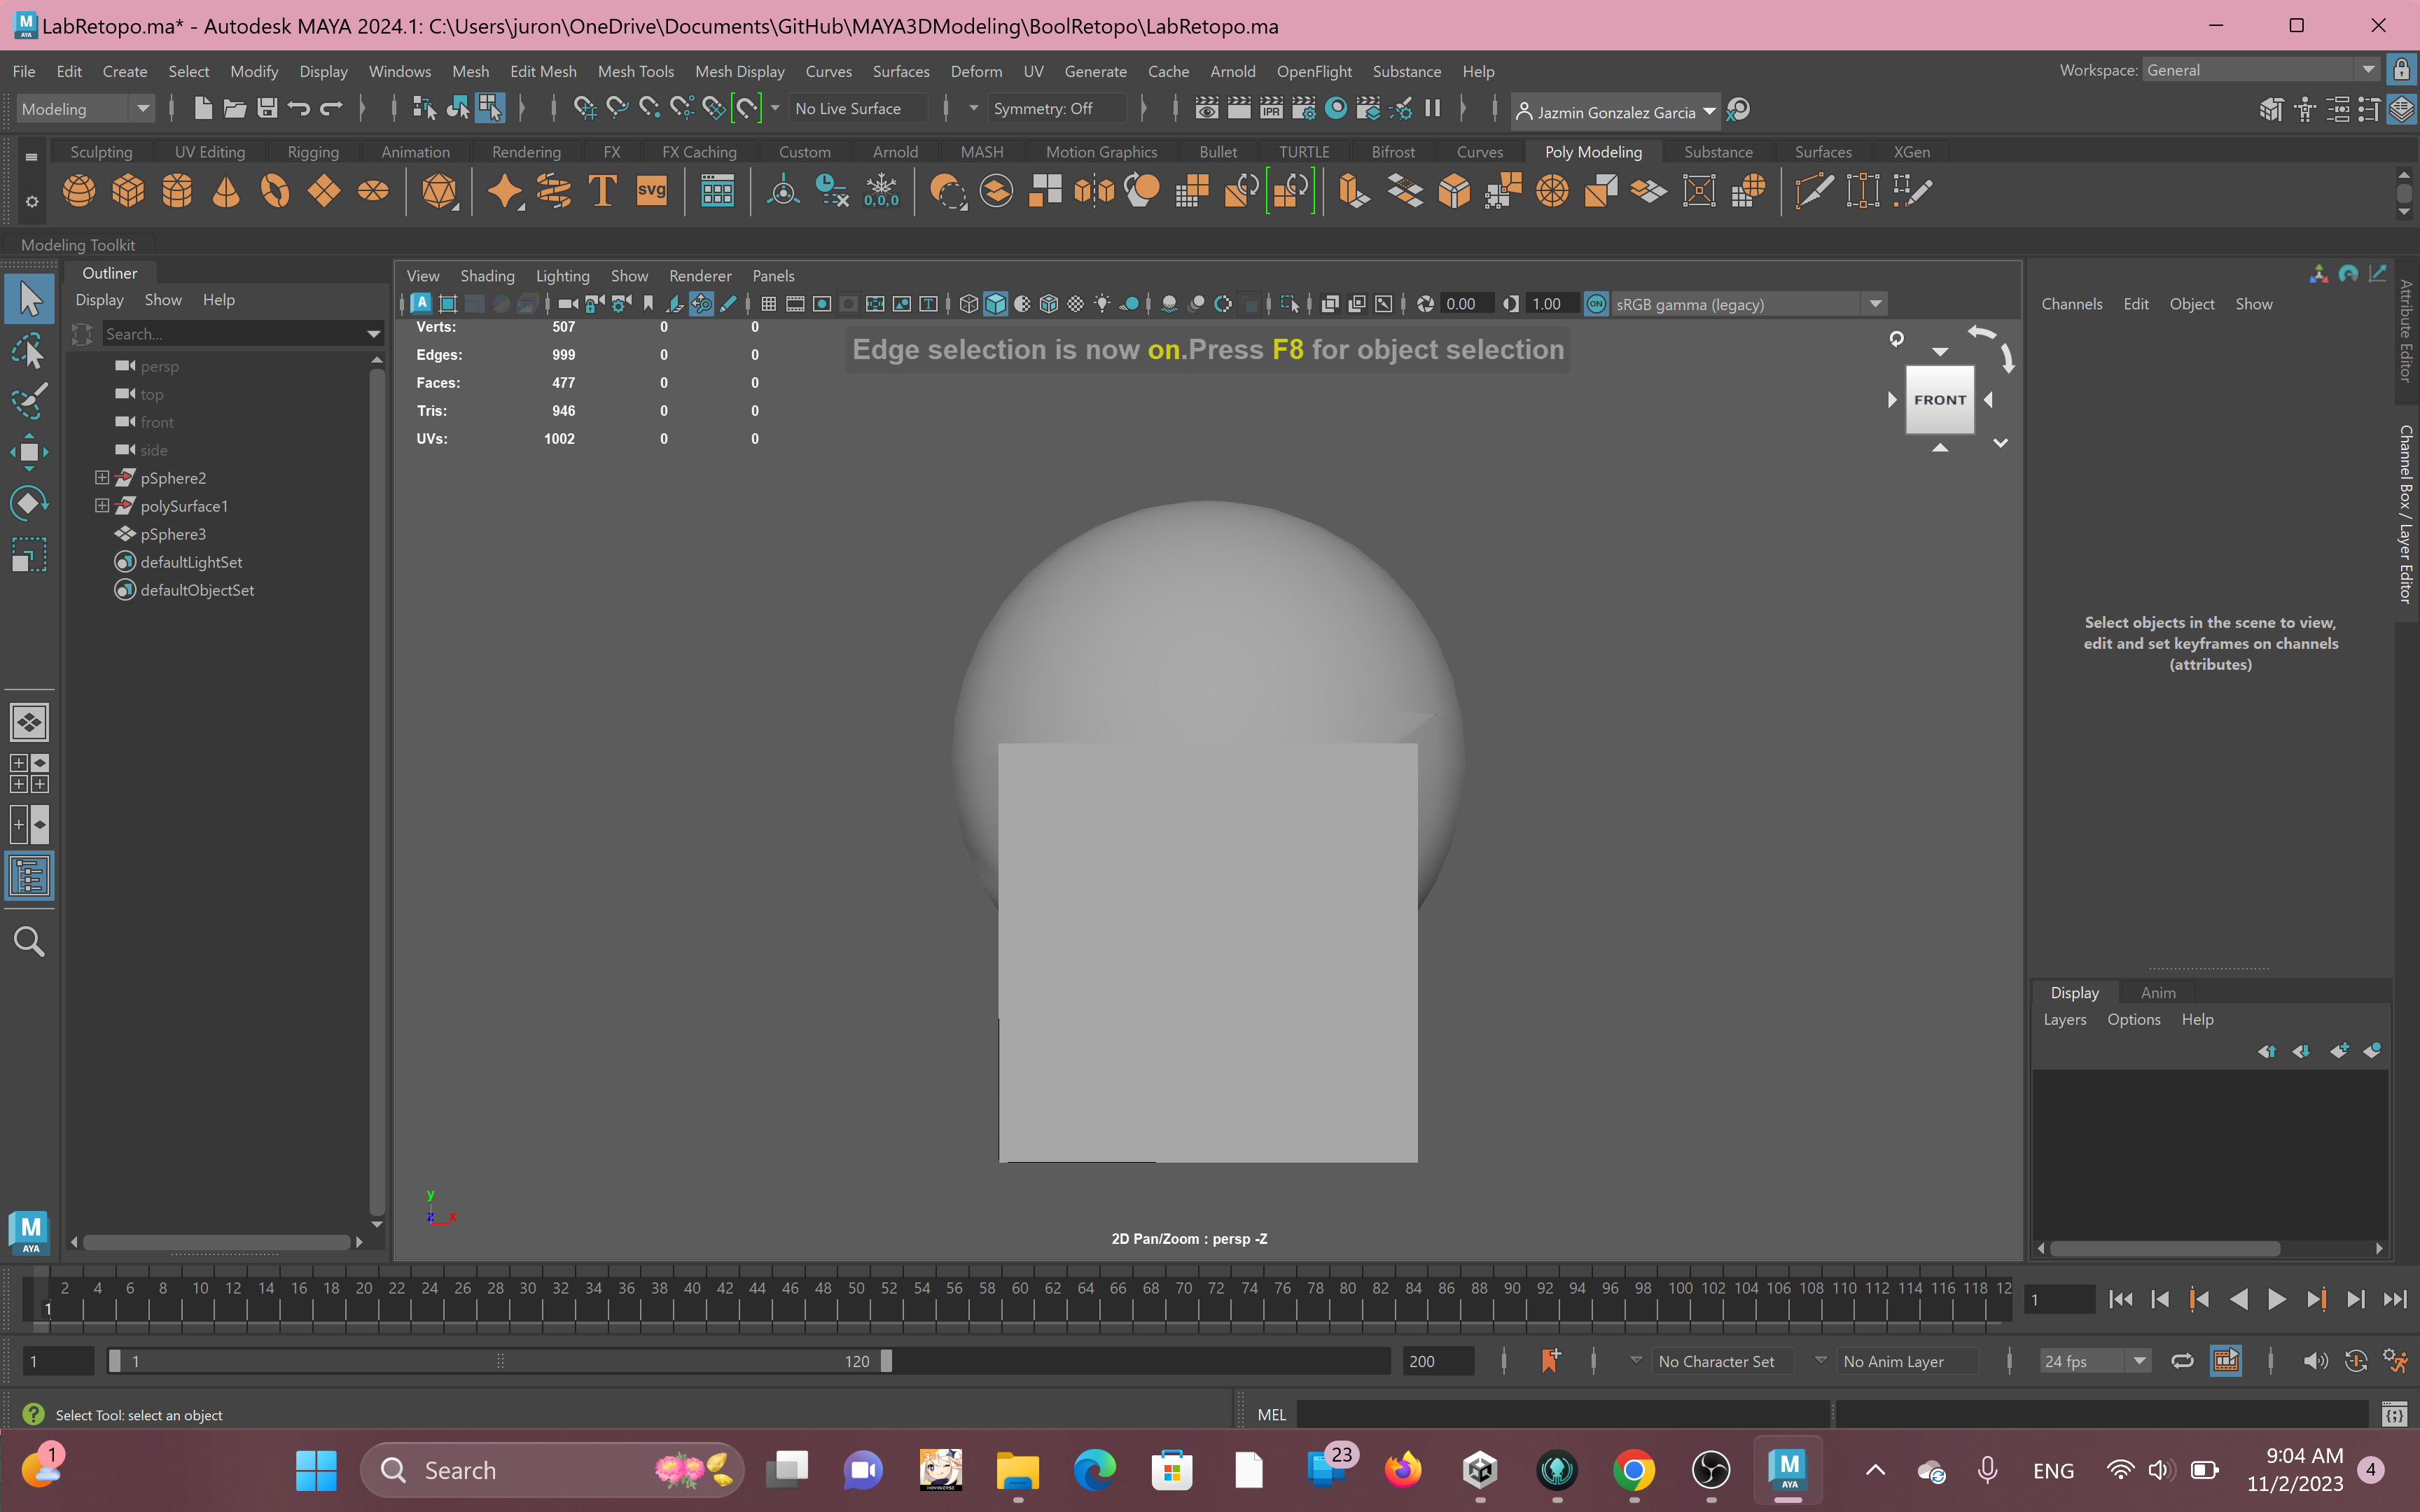 LabRetopo.ma* - Autodesk MAYA 2024.1: C:\Users\juron\OneDrive\Documents\GitHub\MAYA3DModeling\BoolRetopo\LabRetopo.ma
File Edit Create Select Modify Display Windows Mesh Edit Mesh Mesh Tools Mesh Display Curves Surfaces Deform UV Generate Cache Arnold OpenFlight Substance Help
Workspace: General
Modeling
No Live Surface
Symmetry: Off
IPR
Jazmin Gonzalez Garcia
Sculpting UV Editing Rigging Animation Rendering FX FX Caching Custom Arnold MASH Motion Graphics Bullet TURTLE Bifrost Curves Poly Modeling Substance Surfaces XGen
T
svg
0,0,0
Modeling Toolkit
Outliner
Display Show Help
Search...
persp
top
front
side
pSphere2
polySurface1
pSphere3
defaultLightSet
defaultObjectSet
View Shading Lighting Show Renderer Panels
0.00
1.00
ON
sRGB gamma (legacy)
Verts: 507 0 0
Edges: 999 0 0
Faces: 477 0 0
Tris: 946 0 0
UVs: 1002 0 0
Edge selection is now on.Press F8 for object selection
FRONT
y
z x
2D Pan/Zoom : persp -Z
Channels Edit Object Show
Attribute Editor
Channel Box / Layer Editor
Select objects in the scene to view,
edit and set keyframes on channels
(attributes)
Display Anim
Layers Options Help
M
AYA
2 4 6 8 10 12 14 16 18 20 22 24 26 28 30 32 34 36 38 40 42 44 46 48 50 52 54 56 58 60 62 64 66 68 70 72 74 76 78 80 82 84 86 88 90 92 94 96 98 100 102 104 106 108 110 112 114 116 118 12
1
1
1
1
120
200
No Character Set
No Anim Layer
24 fps
Select Tool: select an object
MEL
1
Search
23
M
AYA
ENG
9:04 AM
11/2/2023
4